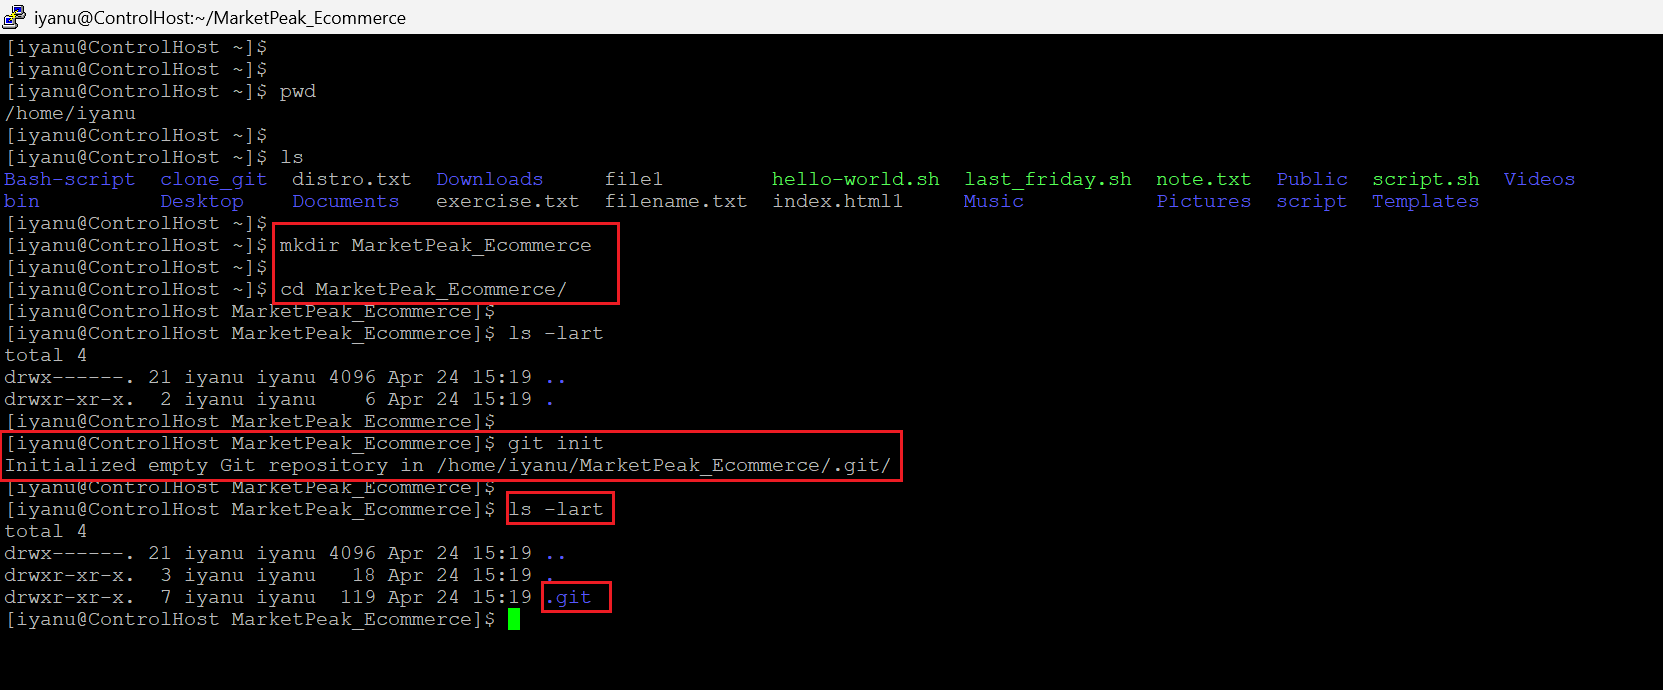 iyanu@ControlHost:~/MarketPeak_Ecommerce
[iyanu@ControlHost ~]$
[iyanu@ControlHost ~]$
[iyanu@ControlHost ~]$ pwd
/home/iyanu
[iyanu@ControlHost ~]$
[iyanu@ControlHost ~]$ ls
Bash-script  clone_git  distro.txt  Downloads     file1         hello-world.sh  last_friday.sh  note.txt  Public  script.sh  Videos
bin          Desktop    Documents   exercise.txt  filename.txt  index.html1     Music           Pictures  script  Templates
[iyanu@ControlHost ~]$
[iyanu@ControlHost ~]$ mkdir MarketPeak_Ecommerce
[iyanu@ControlHost ~]$
[iyanu@ControlHost ~]$ cd MarketPeak_Ecommerce/
[iyanu@ControlHost MarketPeak_Ecommerce]$
[iyanu@ControlHost MarketPeak_Ecommerce]$ ls -lart
total 4
drwx------. 21 iyanu iyanu 4096 Apr 24 15:19 ..
drwxr-xr-x.  2 iyanu iyanu    6 Apr 24 15:19 .
[iyanu@ControlHost MarketPeak_Ecommerce]$
[iyanu@ControlHost MarketPeak_Ecommerce]$ git init
Initialized empty Git repository in /home/iyanu/MarketPeak_Ecommerce/.git/
[iyanu@ControlHost MarketPeak_Ecommerce]$
[iyanu@ControlHost MarketPeak_Ecommerce]$ ls -lart
total 4
drwx------. 21 iyanu iyanu 4096 Apr 24 15:19 ..
drwxr-xr-x.  3 iyanu iyanu   18 Apr 24 15:19 .
drwxr-xr-x.  7 iyanu iyanu  119 Apr 24 15:19 .git
[iyanu@ControlHost MarketPeak_Ecommerce]$